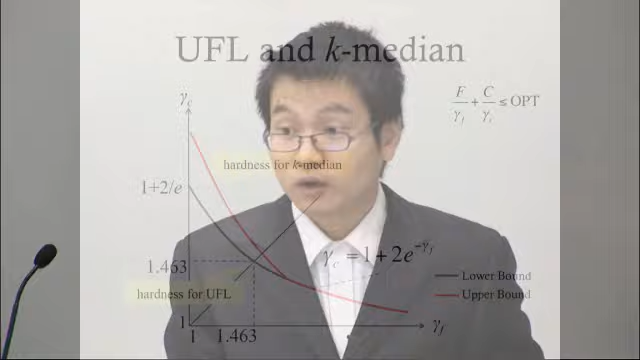 UFL and k-median
γc
F/γf + C/γc ≤ OPT
hardness for k-median
1+2/e
γc = 1 + 2e^{-γf}
1.463
Lower Bound
hardness for UFL
Upper Bound
1
1
1.463
γf